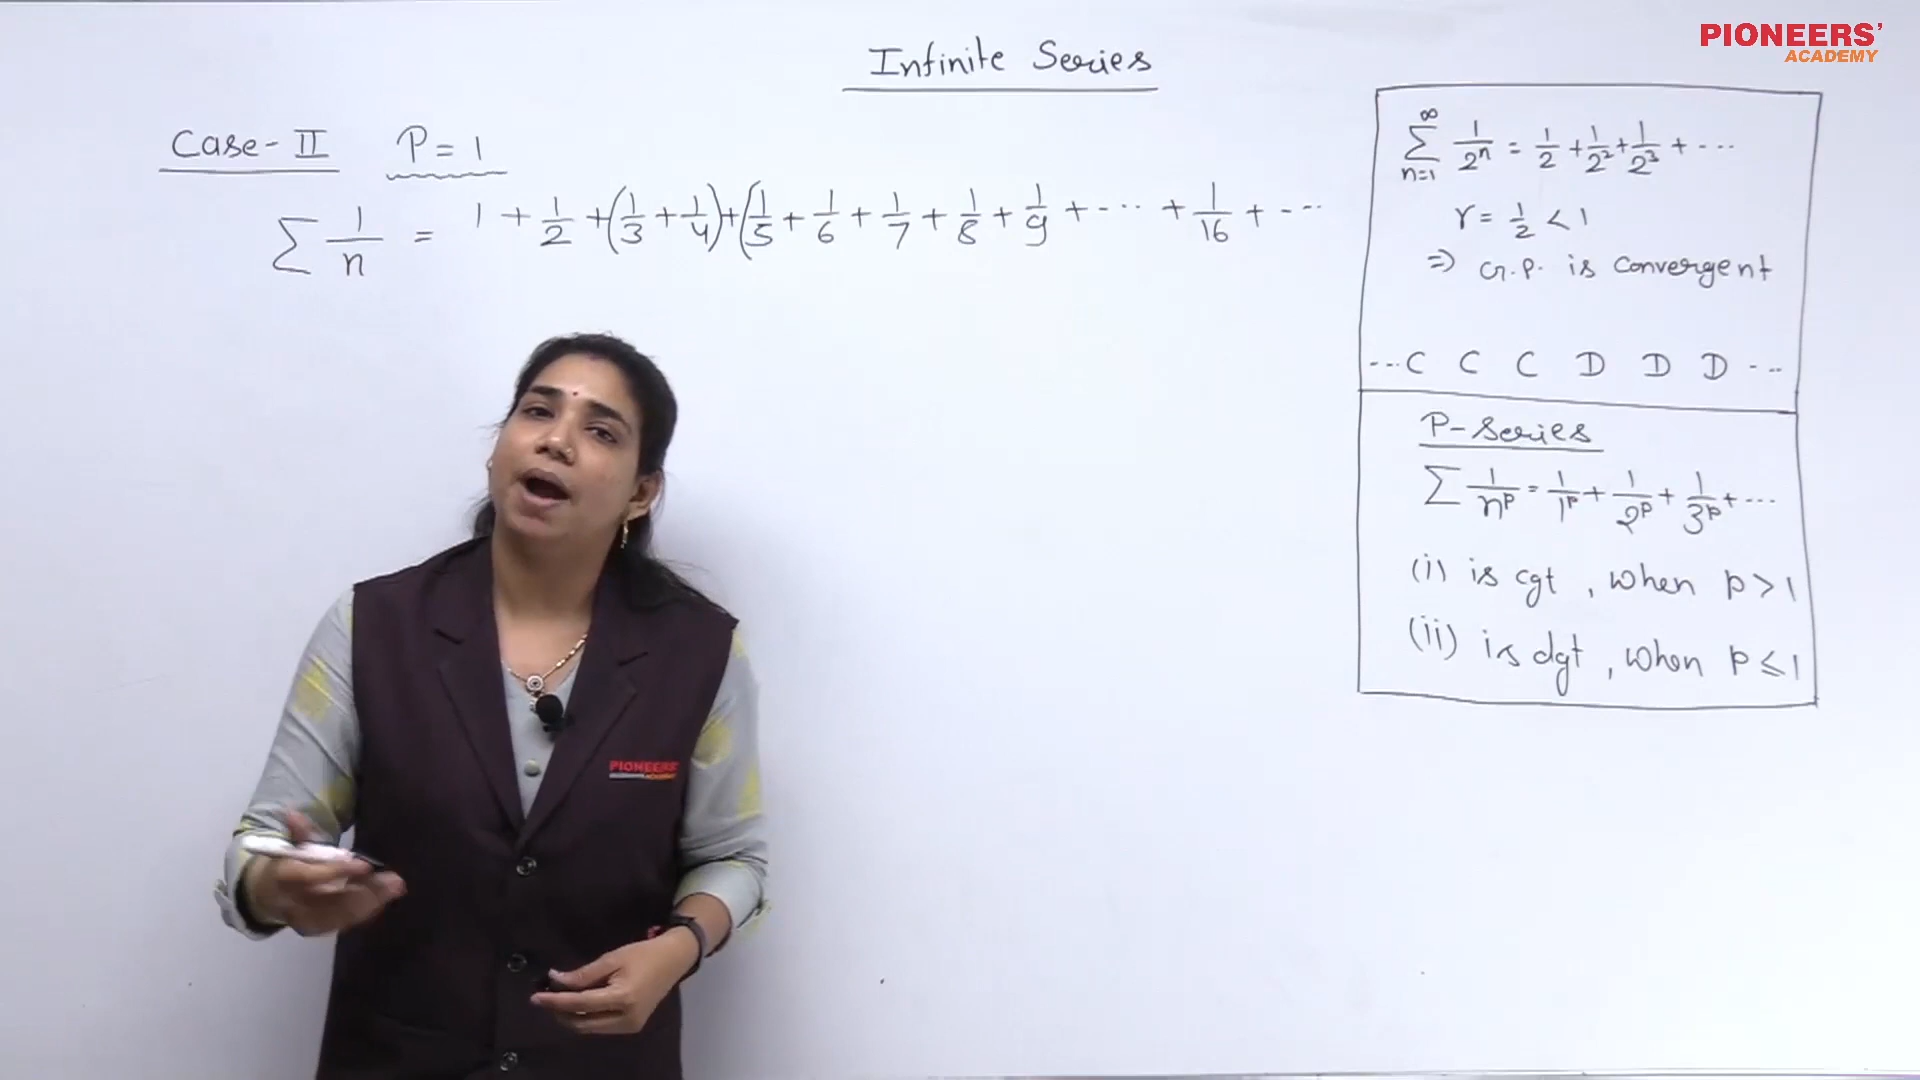 PIONEERS'
ACADEMY
Infinite Series
Case-II P=1
∑ 1/n = 1 + 1/2 + (1/3 + 1/4) + (1/5 + 1/6 + 1/7 + 1/8 + 1/9 + --- + 1/16 + ---
∞ ∑ n=1 1/2ⁿ = 1/2 + 1/2² + 1/2³ + ---
r = 1/2 < 1
⇒ G.P. is convergent
---C C C D D D ---
P-Series
∑ 1/nᵖ = 1/1ᵖ + 1/2ᵖ + 1/3ᵖ + ---
(i) is cgt, when p > 1
(ii) is dgt, when p ≤ 1
PIONEERS'
ACADEMY